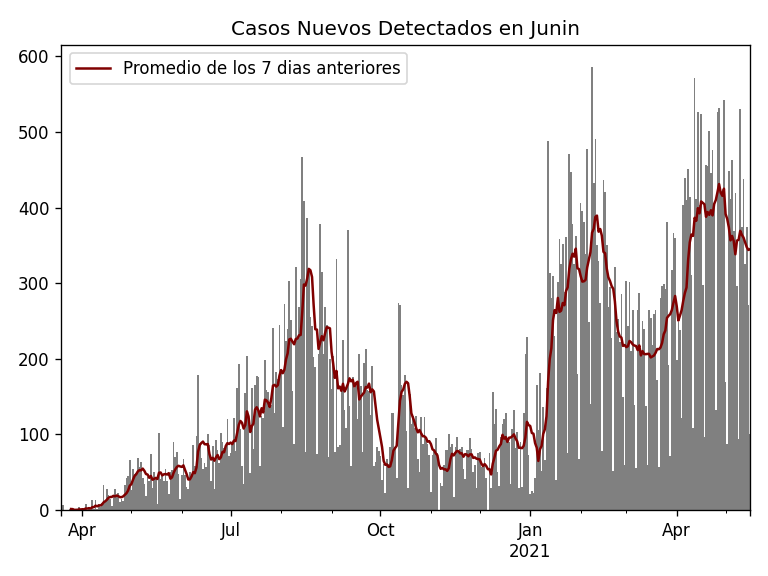 Casos Nuevos Detectados en Junin
Promedio de los 7 dias anteriores
600
500
400
300
200
100
0
Apr
Jul
Oct
Jan
2021
Apr